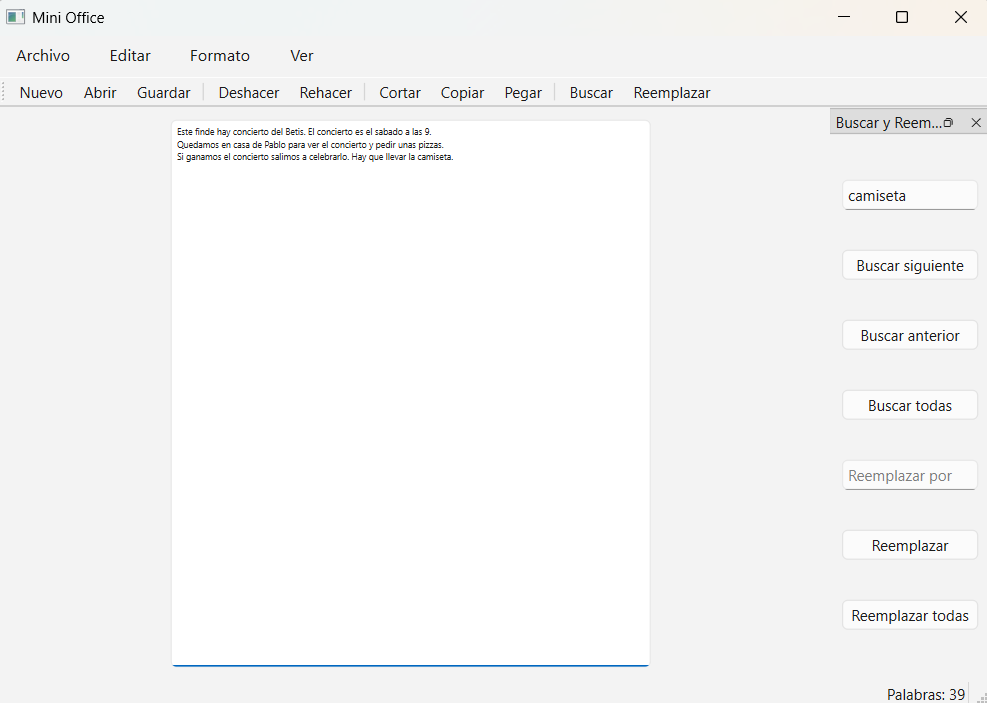 Mini Office
Archivo Editar Formato Ver
Nuevo Abrir Guardar Deshacer Rehacer Cortar Copiar Pegar Buscar Reemplazar
Buscar y Reem...
Este finde hay concierto del Betis. El concierto es el sabado a las 9.
Quedamos en casa de Pablo para ver el concierto y pedir unas pizzas.
Si ganamos el concierto salimos a celebrarlo. Hay que llevar la camiseta.
camiseta
Buscar siguiente
Buscar anterior
Buscar todas
Reemplazar por
Reemplazar
Reemplazar todas
Palabras: 39